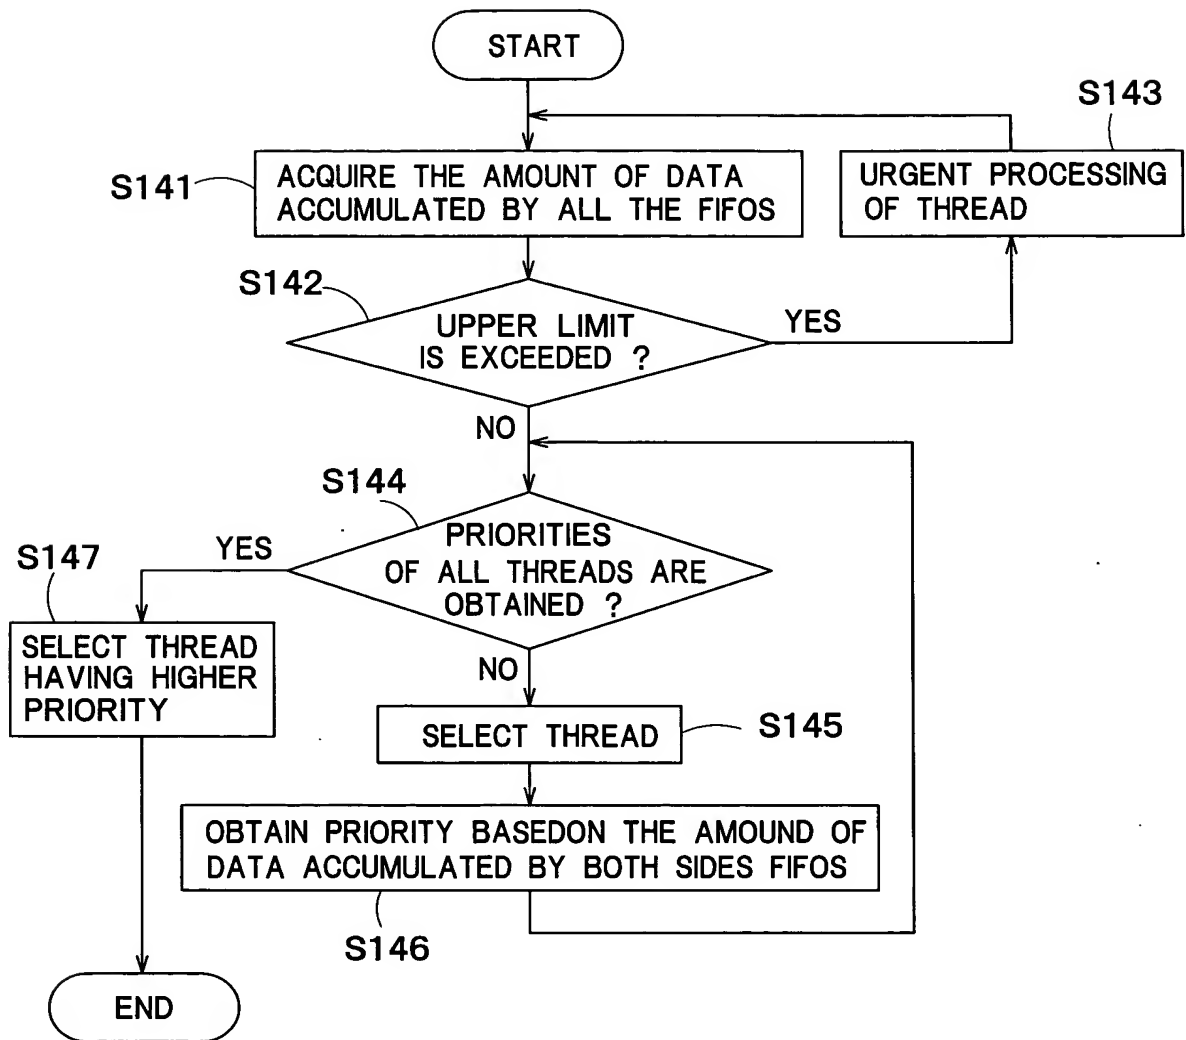 START
S143
S141
ACQUIRE THE AMOUNT OF DATA
ACCUMULATED BY ALL THE FIFOS
URGENT PROCESSING
OF THREAD
S142
UPPER LIMIT
IS EXCEEDED ?
YES
NO
S144
PRIORITIES
OF ALL THREADS ARE
OBTAINED ?
YES
S147
SELECT THREAD
HAVING HIGHER
PRIORITY
NO
SELECT THREAD
S145
OBTAIN PRIORITY BASEDON THE AMOUND OF
DATA ACCUMULATED BY BOTH SIDES FIFOS
S146
END